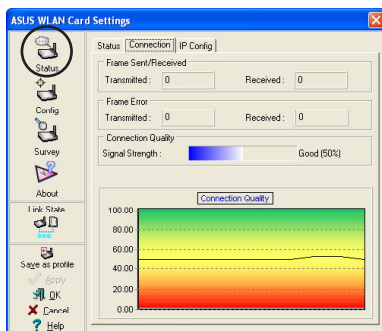 ASUS WLAN Card Settings
Status
Config
Survey
About
Link State
Save as profile
Apply
OK
Cancel
Help
Status Connection IP Config
Frame Sent/Received
Transmitted : 0 Received : 0
Frame Error
Transmitted : 0 Received : 0
Connection Quality
Signal Strength : Good (50%)
Connection Quality
100.00
80.00
60.00
40.00
20.00
0.00